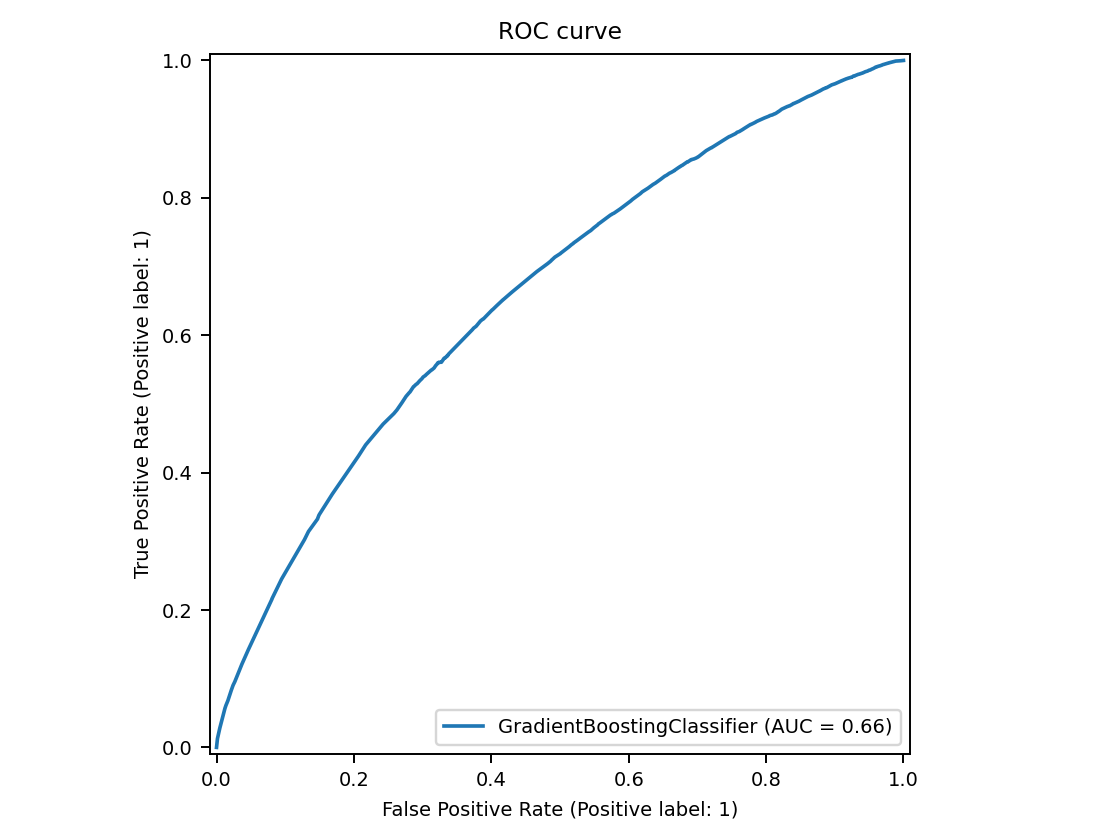 ROC curve
True Positive Rate (Positive label: 1)
1.0
0.8
0.6
0.4
0.2
0.0
GradientBoostingClassifier (AUC = 0.66)
0.0 0.2 0.4 0.6 0.8 1.0
False Positive Rate (Positive label: 1)